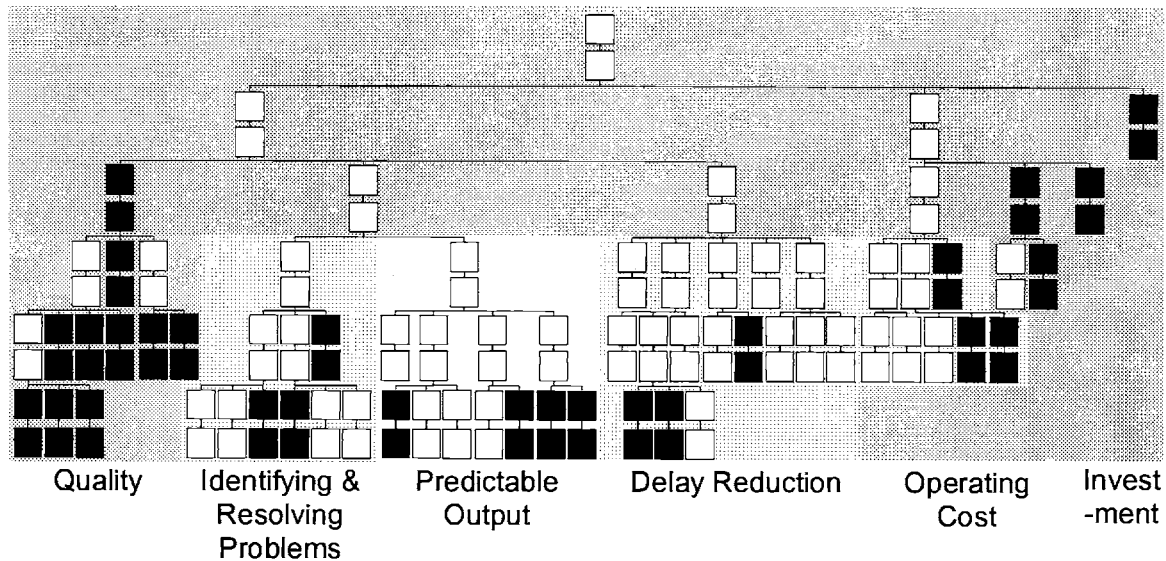 Quality
Identifying &
Resolving
Problems
Predictable
Output
Delay Reduction
Operating
Cost
Invest
-ment